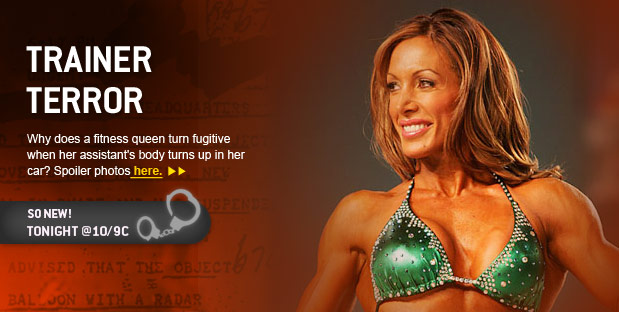 TRAINER
TERROR
Why does a fitness queen turn fugitive
when her assistant's body turns up in her
car? Spoiler photos here.
SO NEW!
TONIGHT @10/9C
ADVISED THAT THE OBJECT
BALLOON WITH A RADAR